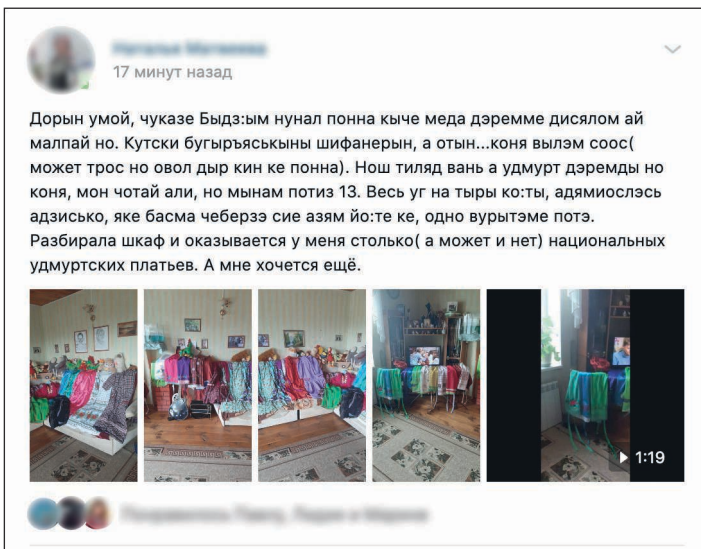 17 минут назад
Дорын умой, чуказе Быдз:ым нунал понна кыче меда дэремме дисялом ай
малпай но. Кутски бугыръяськыны шифанерын, а отын...коня вылэм соос(
может трос но овол дыр кин ке понна). Нош тиляд вань а удмурт дэремды но
коня, мон чотай али, но мынам потиз 13. Весь уг на тыры ко:ты, адямиослэсь
адзисько, яке басма чеберзэ сие азям йо:те ке, одно вурытэме потэ.
Разбирала шкаф и оказывается у меня столько( а может и нет) национальных
удмуртских платьев. А мне хочется ещё.
1:19